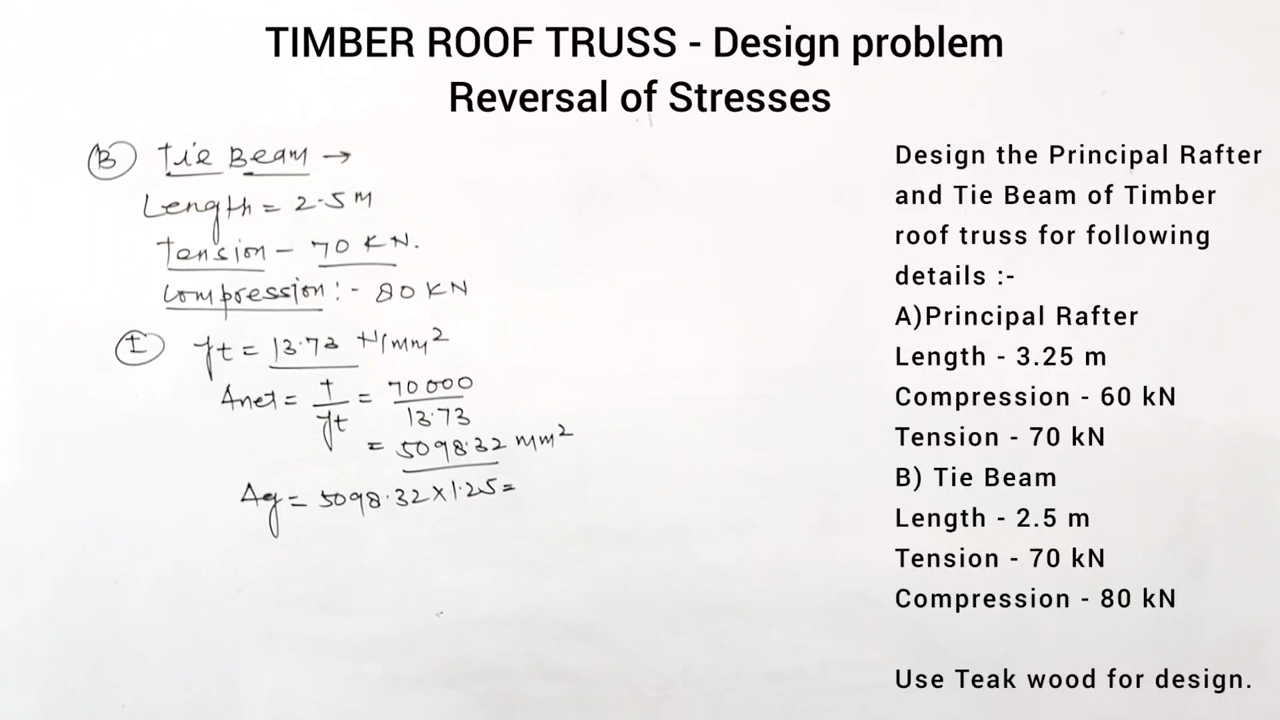 TIMBER ROOF TRUSS - Design problem
Reversal of Stresses
B Tie Beam →
Length = 2.5 m
Tension - 70 KN.
Compression :- 80 KN
I ft = 13.73 N/mm²
Anet = T/ft = 70000/13.73
= 5098.32 mm²
Ag = 5098.32 x 1.25 =
Design the Principal Rafter
and Tie Beam of Timber
roof truss for following
details :-
A)Principal Rafter
Length - 3.25 m
Compression - 60 kN
Tension - 70 kN
B) Tie Beam
Length - 2.5 m
Tension - 70 kN
Compression - 80 kN
Use Teak wood for design.